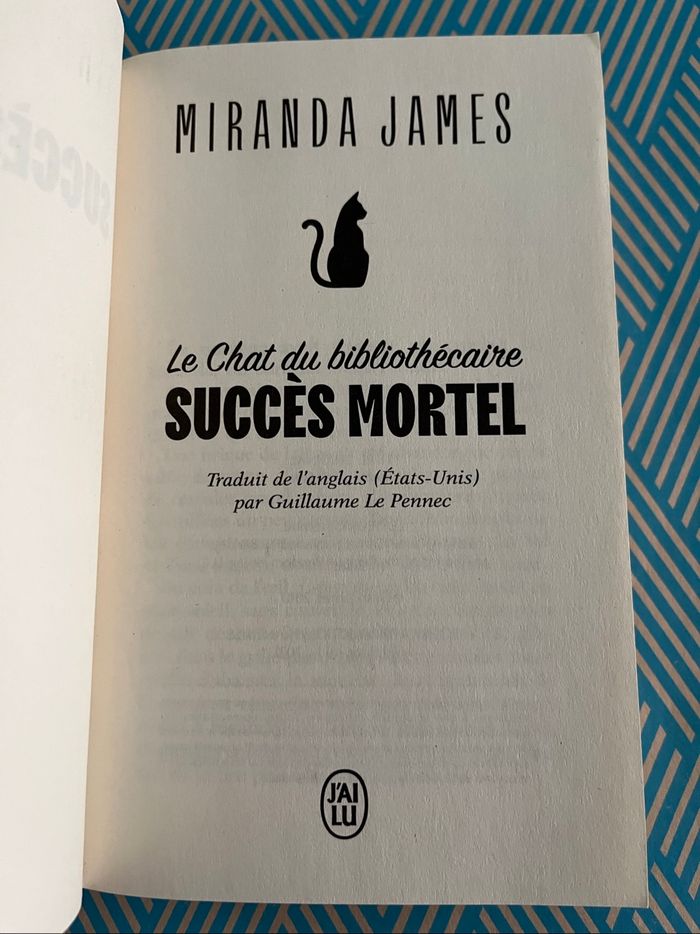 MIRANDA JAMES
Le Chat du bibliothécaire
SUCCÈS MORTEL
Traduit de l'anglais (États-Unis)
par Guillaume Le Pennec
J'AI
LU